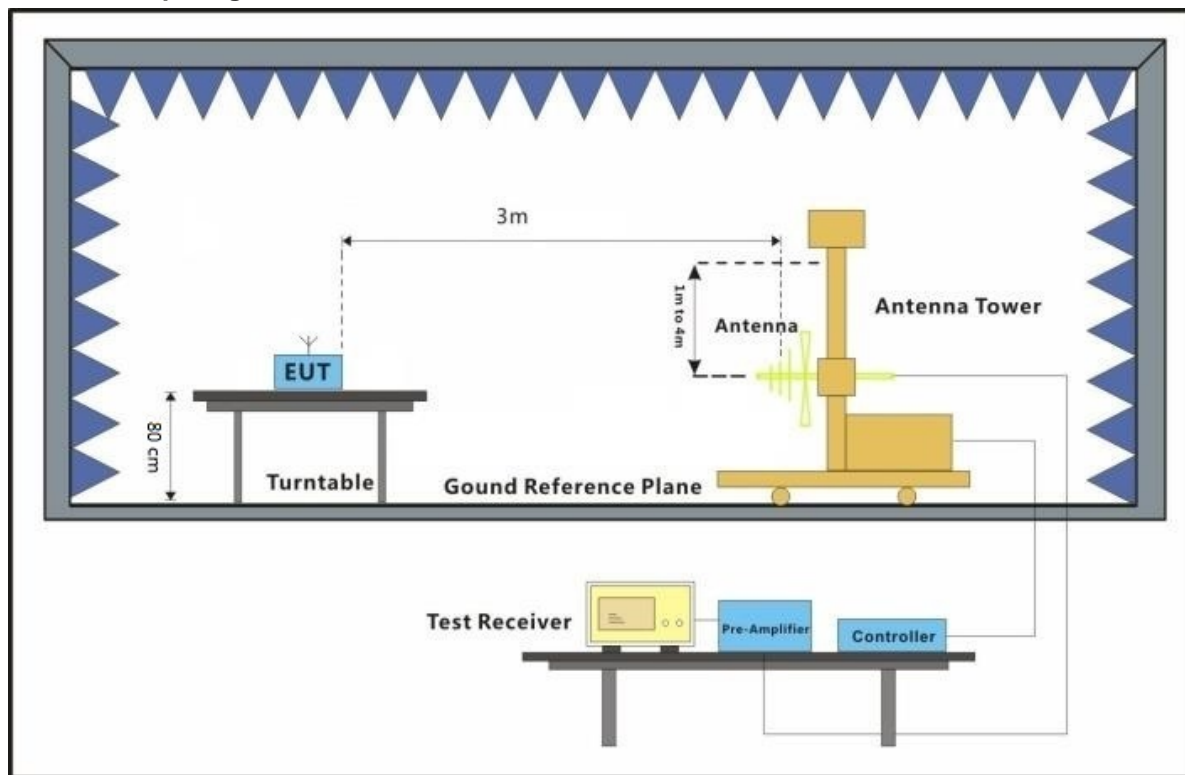 3m
1m to 4m
Antenna
Antenna Tower
EUT
80 cm
Turntable
Gound Reference Plane
Test Receiver
Pre-Amplifier
Controller